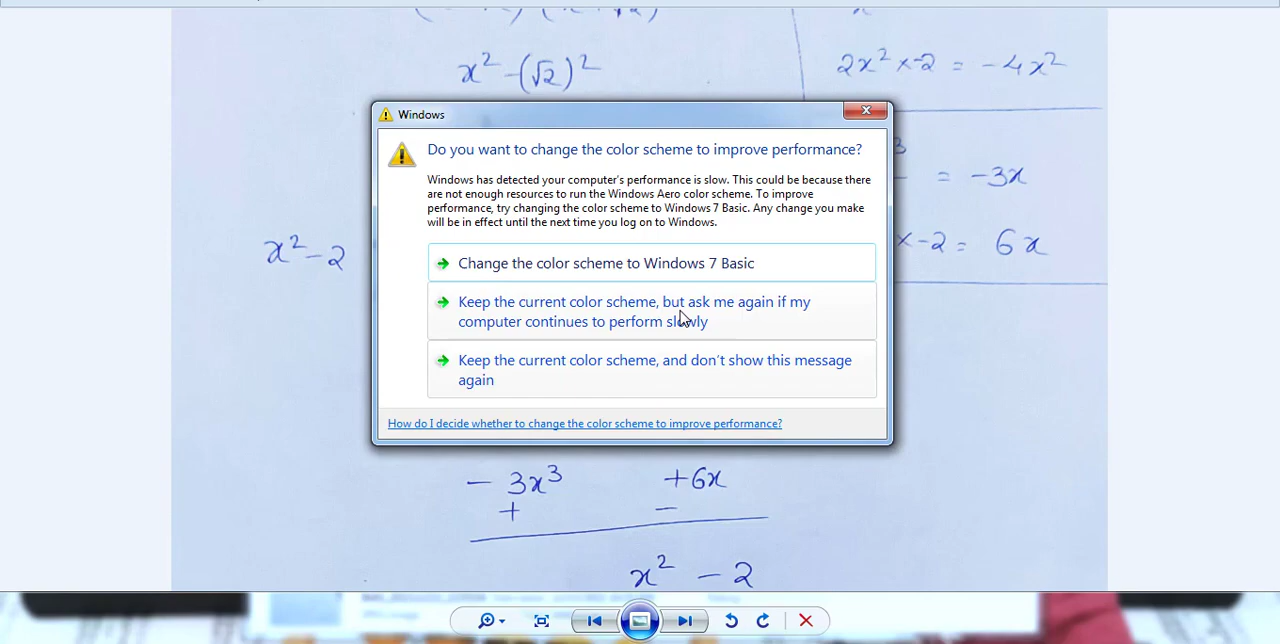 x² - (√2)²
2x² x -2 = -4x²
Windows
Do you want to change the color scheme to improve performance?
Windows has detected your computer's performance is slow. This could be because there
are not enough resources to run the Windows Aero color scheme. To improve
performance, try changing the color scheme to Windows 7 Basic. Any change you make
will be in effect until the next time you log on to Windows.
= -3x
x² - 2
x -2 = 6x
Change the color scheme to Windows 7 Basic
Keep the current color scheme, but ask me again if my
computer continues to perform slowly
Keep the current color scheme, and don't show this message
again
How do I decide whether to change the color scheme to improve performance?
- 3x³ +6x
+ -
x² - 2